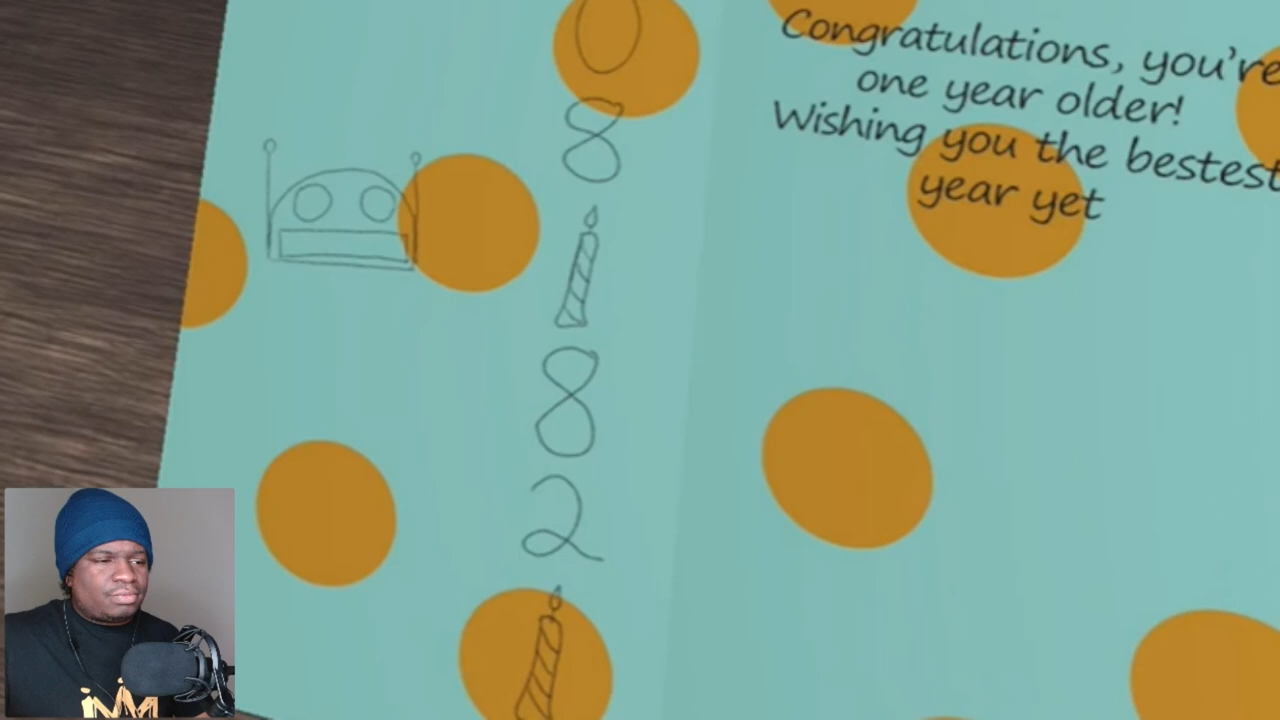 0
8
8
2
Congratulations, you're
one year older!
Wishing you the bestest
year yet